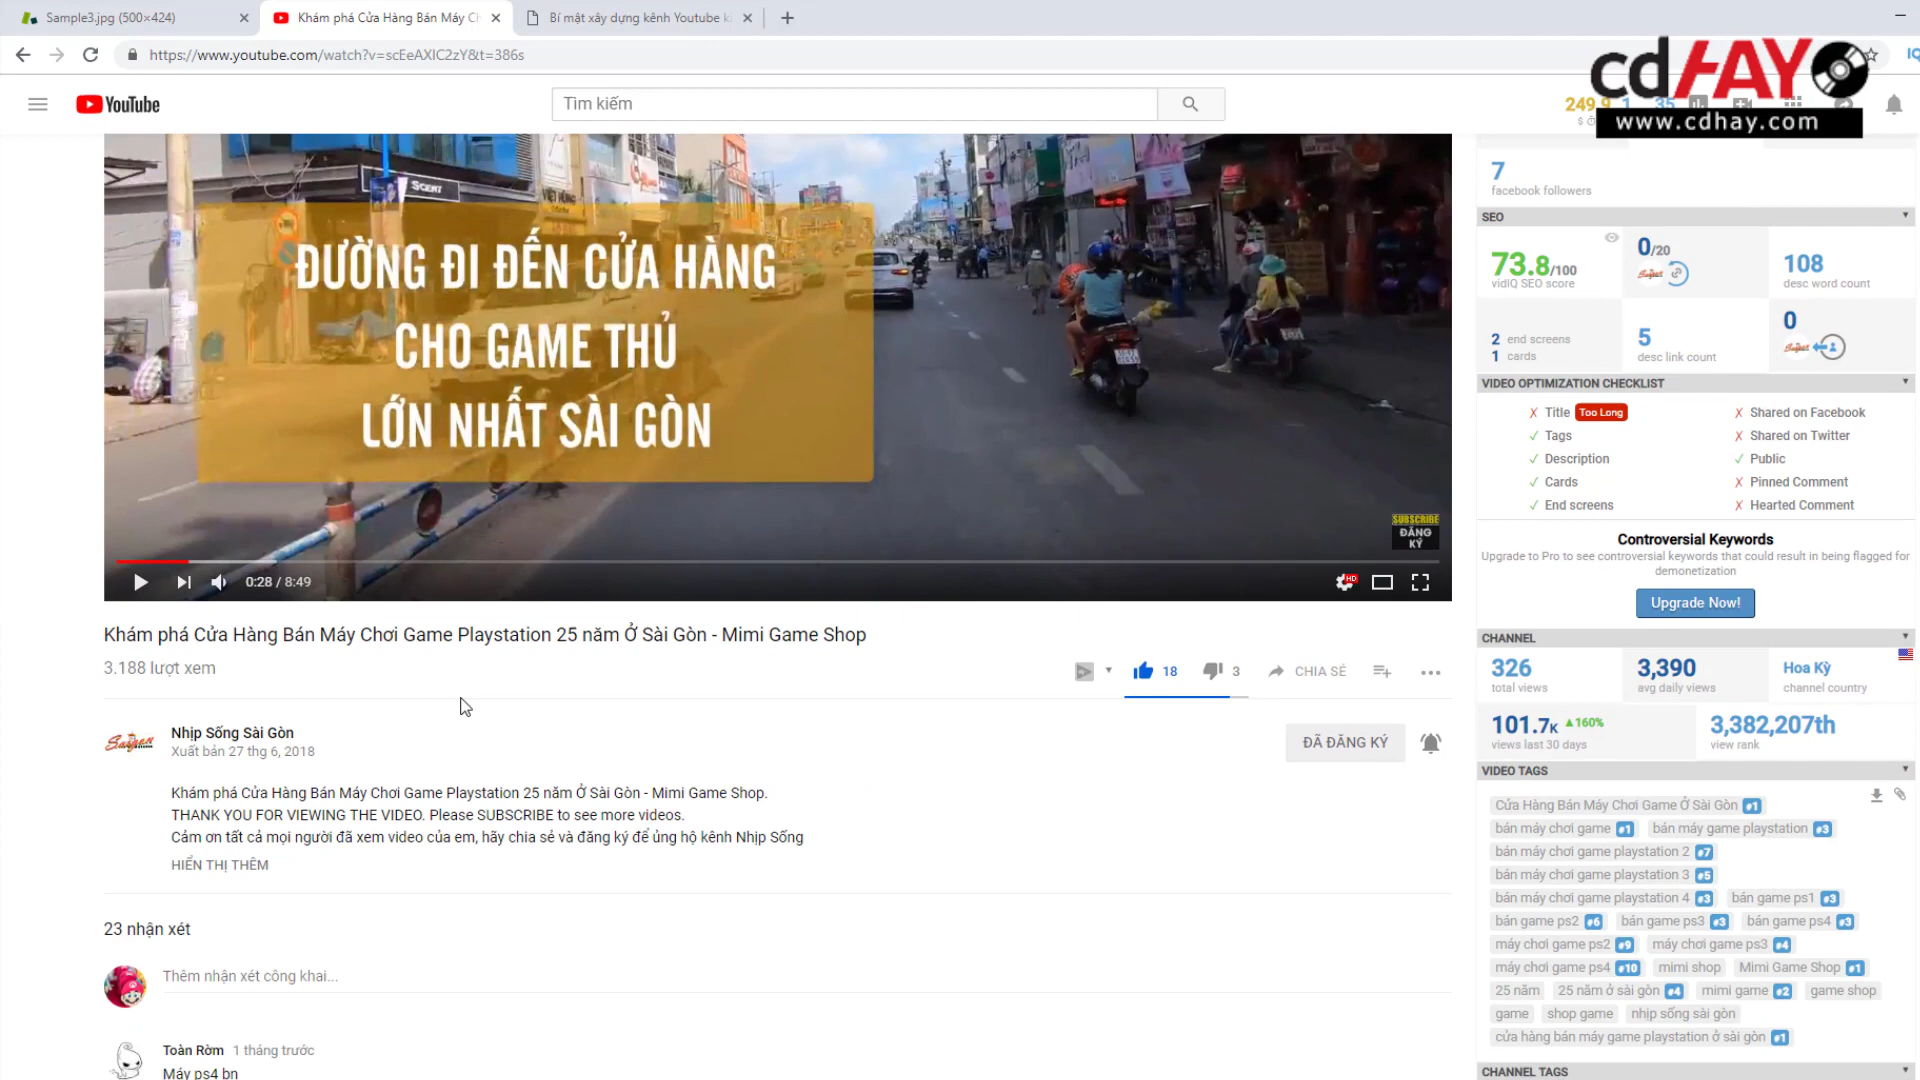 Sample3.jpg (500×424)
Khám phá Cửa Hàng Bán Máy Ch
Bí mật xây dựng kênh Youtube k
https://www.youtube.com/watch?v=scEeAXlC2zY&t=386s
cdHAY
www.cdhay.com
YouTube
Tìm kiếm
249.9
1
35
SCENT
ĐƯỜNG ĐI ĐẾN CỬA HÀNG
CHO GAME THỦ
LỚN NHẤT SÀI GÒN
SUBSCRIBE
ĐĂNG
KÝ
0:28 / 8:49
HD
Khám phá Cửa Hàng Bán Máy Chơi Game Playstation 25 năm Ở Sài Gòn - Mimi Game Shop
3.188 lượt xem
18
3
CHIA SẺ
Nhịp Sống Sài Gòn
Xuất bản 27 thg 6, 2018
ĐÃ ĐĂNG KÝ
Khám phá Cửa Hàng Bán Máy Chơi Game Playstation 25 năm Ở Sài Gòn - Mimi Game Shop.
THANK YOU FOR VIEWING THE VIDEO. Please SUBSCRIBE to see more videos.
Cảm ơn tất cả mọi người đã xem video của em, hãy chia sẻ và đăng ký để ủng hộ kênh Nhịp Sống
HIỂN THỊ THÊM
23 nhận xét
Thêm nhận xét công khai...
Toàn Rờm 1 tháng trước
Máy ps4 bn
7
facebook followers
SEO
73.8/100
vidIQ SEO score
0/20
108
desc word count
2 end screens
1 cards
5
desc link count
0
VIDEO OPTIMIZATION CHECKLIST
Title Too Long
Shared on Facebook
Tags
Shared on Twitter
Description
Public
Cards
Pinned Comment
End screens
Hearted Comment
Controversial Keywords
Upgrade to Pro to see controversial keywords that could result in being flagged for
demonetization
Upgrade Now!
CHANNEL
326
total views
3,390
avg daily views
Hoa Kỳ
channel country
101.7K ▲160%
views last 30 days
3,382,207th
view rank
VIDEO TAGS
Cửa Hàng Bán Máy Chơi Game Ở Sài Gòn #1
bán máy chơi game #1 bán máy game playstation #3
bán máy chơi game playstation 2 #7
bán máy chơi game playstation 3 #5
bán máy chơi game playstation 4 #3 bán game ps1 #3
bán game ps2 #6 bán game ps3 #3 bán game ps4 #3
máy chơi game ps2 #9 máy chơi game ps3 #4
máy chơi game ps4 #10 mimi shop Mimi Game Shop #1
25 năm 25 năm ở sài gòn #4 mimi game #2 game shop
game shop game nhịp sống sài gòn
cửa hàng bán máy game playstation ở sài gòn #1
CHANNEL TAGS